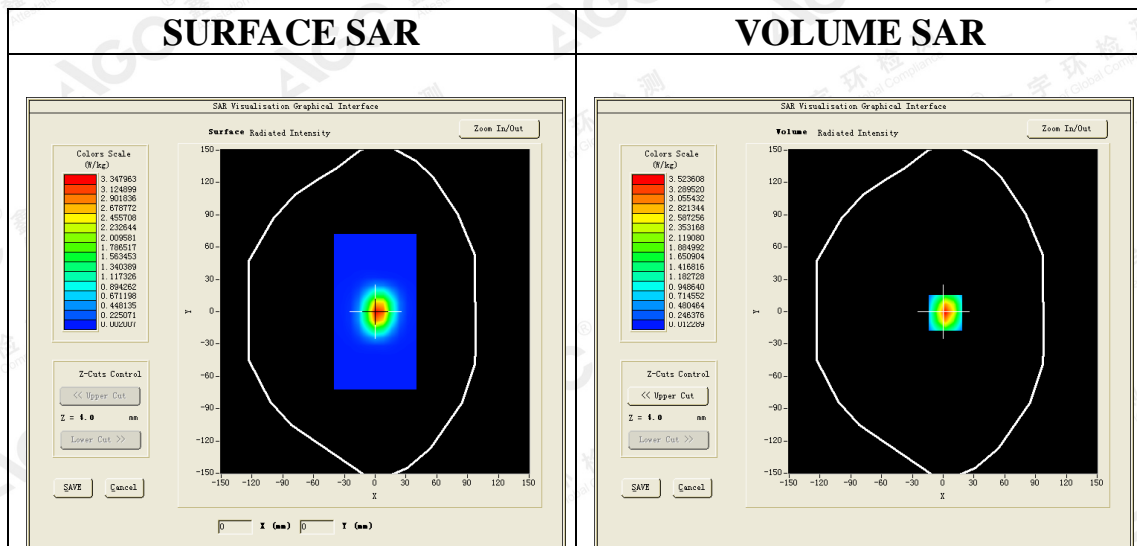 SURFACE SAR
VOLUME SAR
SAR Visualisation Graphical Interface
Surface Radiated Intensity
Zoom In/Out
Colors Scale
(W/kg)
3.347963
3.124899
2.901836
2.678772
2.455708
2.232644
2.009581
1.786517
1.563453
1.340389
1.117326
0.894262
0.671198
0.448135
0.225071
0.002007
150
120
90
60
30
0
-30
-60
-90
-120
-150
Y
-150 -120 -90 -60 -30 0 30 60 90 120 150
X
Z-Cuts Control
<< Upper Cut
Z = 4.0 mm
Lower Cut >>
SAVE Cancel
0 X (mm) 0 Y (mm)
SAR Visualisation Graphical Interface
Volume Radiated Intensity
Zoom In/Out
Colors Scale
(W/kg)
3.523608
3.289520
3.055432
2.821344
2.587256
2.353168
2.119080
1.884992
1.650904
1.416816
1.182728
0.948640
0.714552
0.480464
0.246376
0.012289
150
120
90
60
30
0
-30
-60
-90
-120
-150
Y
-150 -120 -90 -60 -30 0 30 60 90 120 150
X
Z-Cuts Control
<< Upper Cut
Z = 4.0 mm
Lower Cut >>
SAVE Cancel